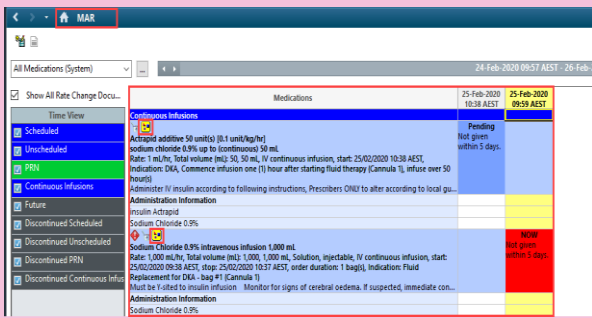 MAR
All Medications (System)
...
24-Feb-2020 09:57 AEST - 26-Feb-
Show All Rate Change Docu...
Time View
Scheduled
Unscheduled
PRN
Continuous Infusions
Future
Discontinued Scheduled
Discontinued Unscheduled
Discontinued PRN
Discontinued Continuous Infus
Medications
25-Feb-2020
10:38 AEST
25-Feb-2020
09:59 AEST
Continuous Infusions
Actrapid additive 50 unit(s) [0.1 unit/kg/hr]
sodium chloride 0.9% up to (continuous) 50 mL
Rate: 1 mL/hr, Total volume (mL): 50, 50 mL, IV continuous infusion, start: 25/02/2020 10:38 AEST,
Indication: DKA, Commence infusion one (1) hour after starting fluid therapy (Cannula 1), infuse over 50
hour(s)
Administer IV insulin according to following instructions, Prescribers ONLY to alter according to local gu...
Pending
Not given
within 5 days.
Administration Information
insulin Actrapid
Sodium Chloride 0.9%
Sodium Chloride 0.9% intravenous infusion 1,000 mL
Rate: 1,000 mL/hr, Total volume (mL): 1,000, 1,000 mL, Solution, injectable, IV continuous infusion, start:
25/02/2020 09:38 AEST, stop: 25/02/2020 10:37 AEST, order duration: 1 bag(s), Indication: Fluid
Replacement for DKA - bag #1 (Cannula 1)
Must be Y-sited to insulin infusion Monitor for signs of cerebral oedema. If suspected, immediate con...
NOW
Not given
within 5 days.
Administration Information
Sodium Chloride 0.9%